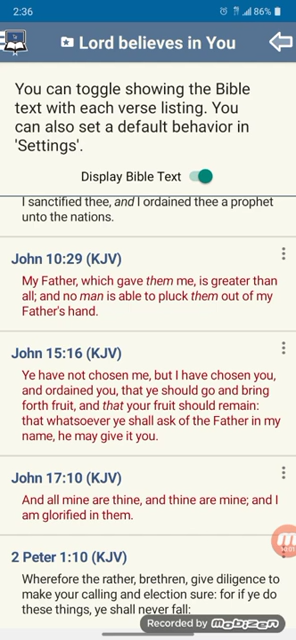 2:36
86%
Lord believes in You
You can toggle showing the Bible
text with each verse listing. You
can also set a default behavior in
'Settings'.
Display Bible Text
I sanctified thee, and I ordained thee a prophet
unto the nations.
John 10:29 (KJV)
My Father, which gave them me, is greater than
all; and no man is able to pluck them out of my
Father's hand.
John 15:16 (KJV)
Ye have not chosen me, but I have chosen you,
and ordained you, that ye should go and bring
forth fruit, and that your fruit should remain:
that whatsoever ye shall ask of the Father in my
name, he may give it you.
John 17:10 (KJV)
And all mine are thine, and thine are mine; and I
am glorified in them.
2 Peter 1:10 (KJV)
Wherefore the rather, brethren, give diligence to
make your calling and election sure: for if ye do
these things, ye shall never fall:
Recorded by Mobizen